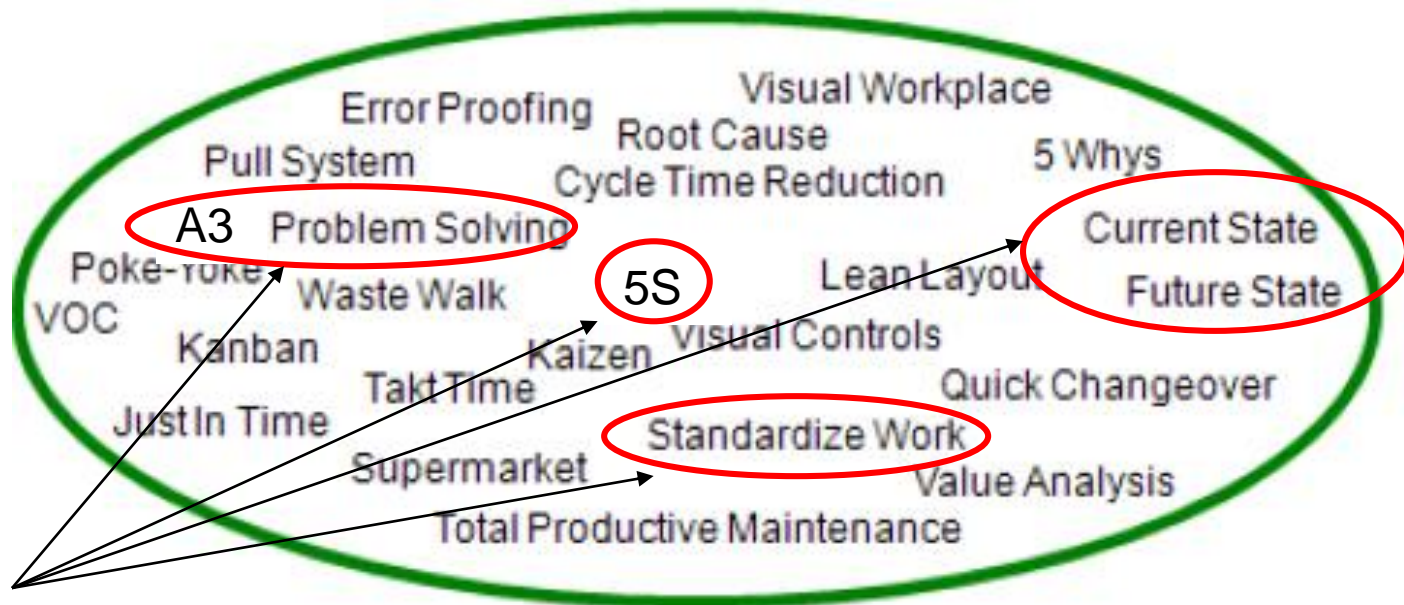 Visual Workplace
Error Proofing
Root Cause
5 Whys
Pull System
Cycle Time Reduction
A3 Problem Solving
Current State
Poke-Yoke
Waste Walk
5S
Lean Layout
Future State
VOC
Kanban
Kaizen
Visual Controls
Takt Time
Quick Changeover
Just In Time
Standardize Work
Supermarket
Value Analysis
Total Productive Maintenance